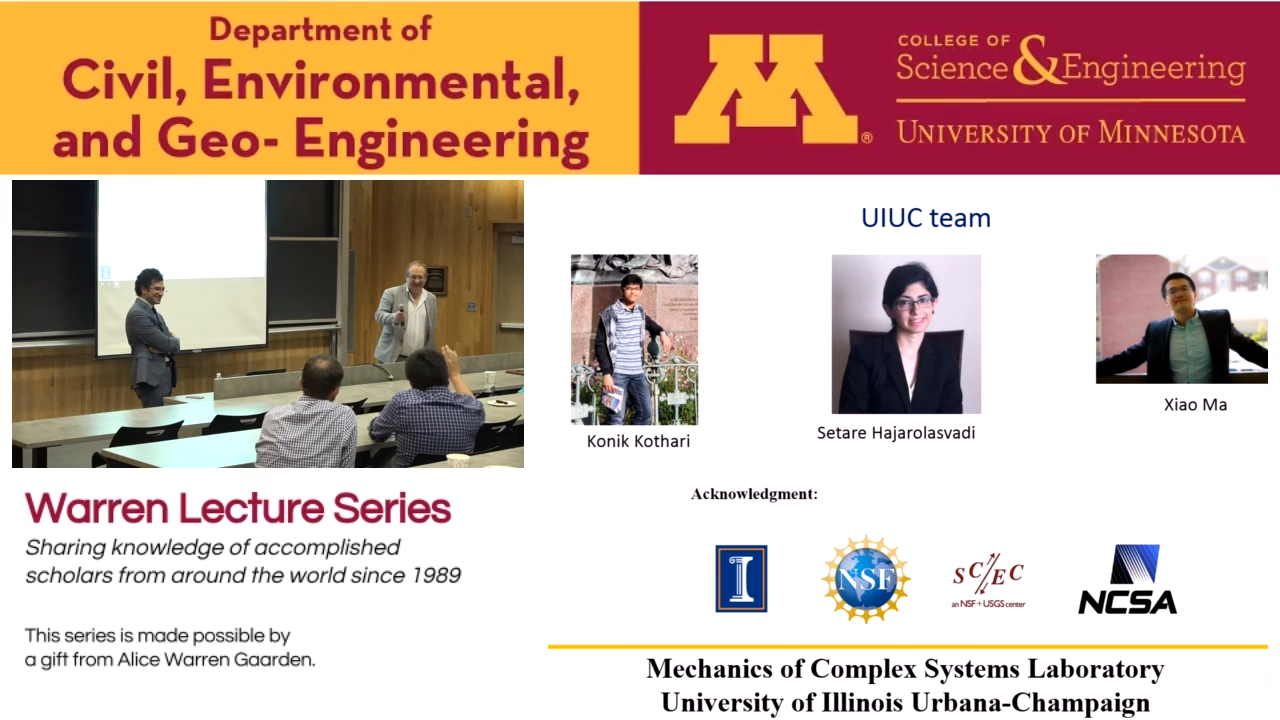 Department of
Civil, Environmental,
and Geo- Engineering
COLLEGE OF
Science & Engineering
UNIVERSITY OF MINNESOTA
®
UIUC team
Konik Kothari
Setare Hajarolasvadi
Xiao Ma
Warren Lecture Series
Sharing knowledge of accomplished
scholars from around the world since 1989
This series is made possible by
a gift from Alice Warren Gaarden.
Acknowledgment:
I
NSF
SC/EC
an NSF+USGS center
NCSA
Mechanics of Complex Systems Laboratory
University of Illinois Urbana-Champaign